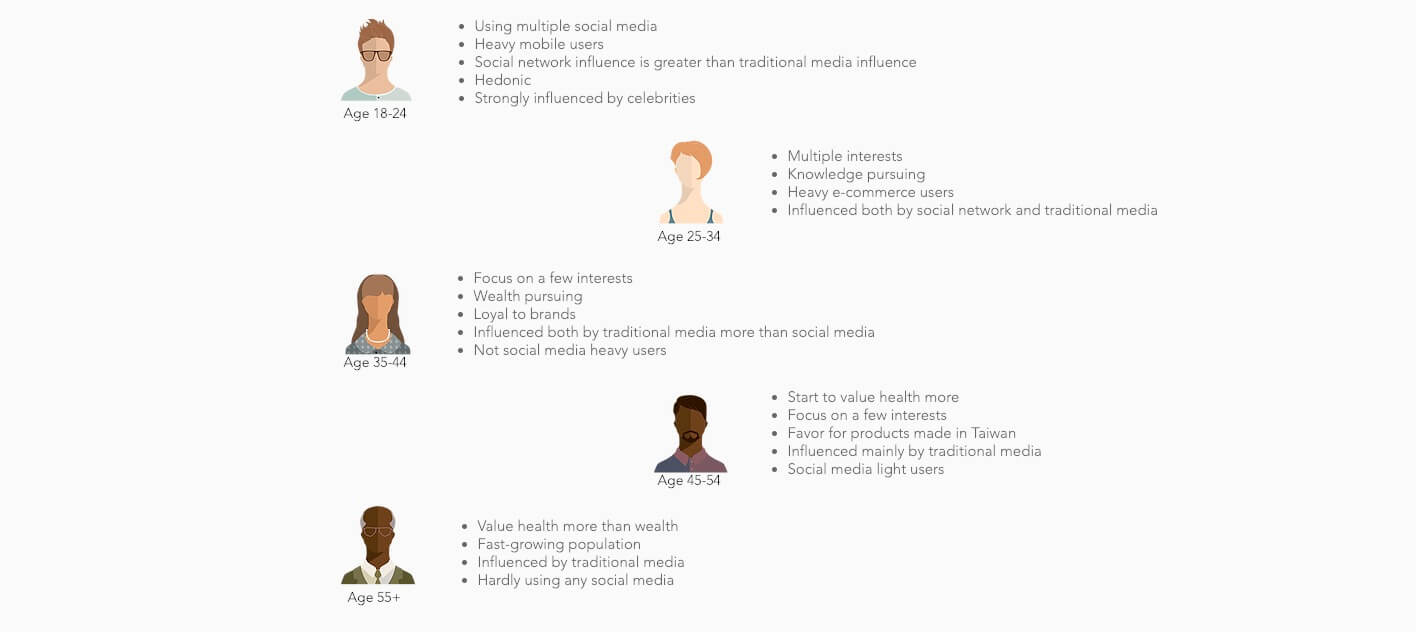 • Using multiple social media
• Heavy mobile users
• Social network influence is greater than traditional media influence
• Hedonic
• Strongly influenced by celebrities
Age 18-24
• Multiple interests
• Knowledge pursuing
• Heavy e-commerce users
• Influenced both by social network and traditional media
Age 25-34
• Focus on a few interests
• Wealth pursuing
• Loyal to brands
• Influenced both by traditional media more than social media
• Not social media heavy users
Age 35-44
• Start to value health more
• Focus on a few interests
• Favor for products made in Taiwan
• Influenced mainly by traditional media
• Social media light users
Age 45-54
• Value health more than wealth
• Fast-growing population
• Influenced by traditional media
• Hardly using any social media
Age 55+